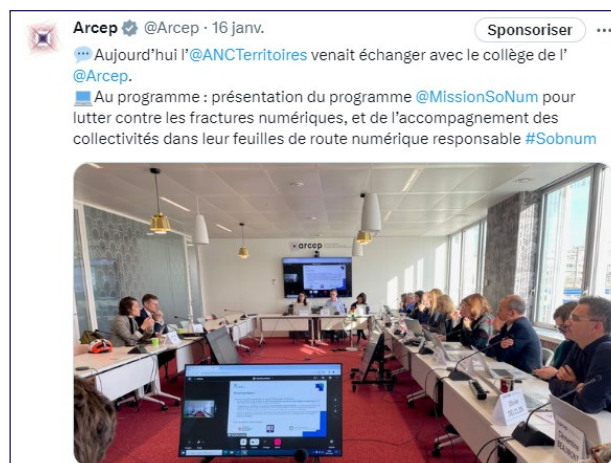 Arcep @Arcep · 16 janv.
Sponsoriser ...
💬Aujourd’hui l’@ANCTerritoires venait échanger avec le collège de l’
@Arcep.
💻Au programme : présentation du programme @MissionSoNum pour
lutter contre les fractures numériques, et de l’accompagnement des
collectivités dans leur feuilles de route numérique responsable #Sobnum
arcep